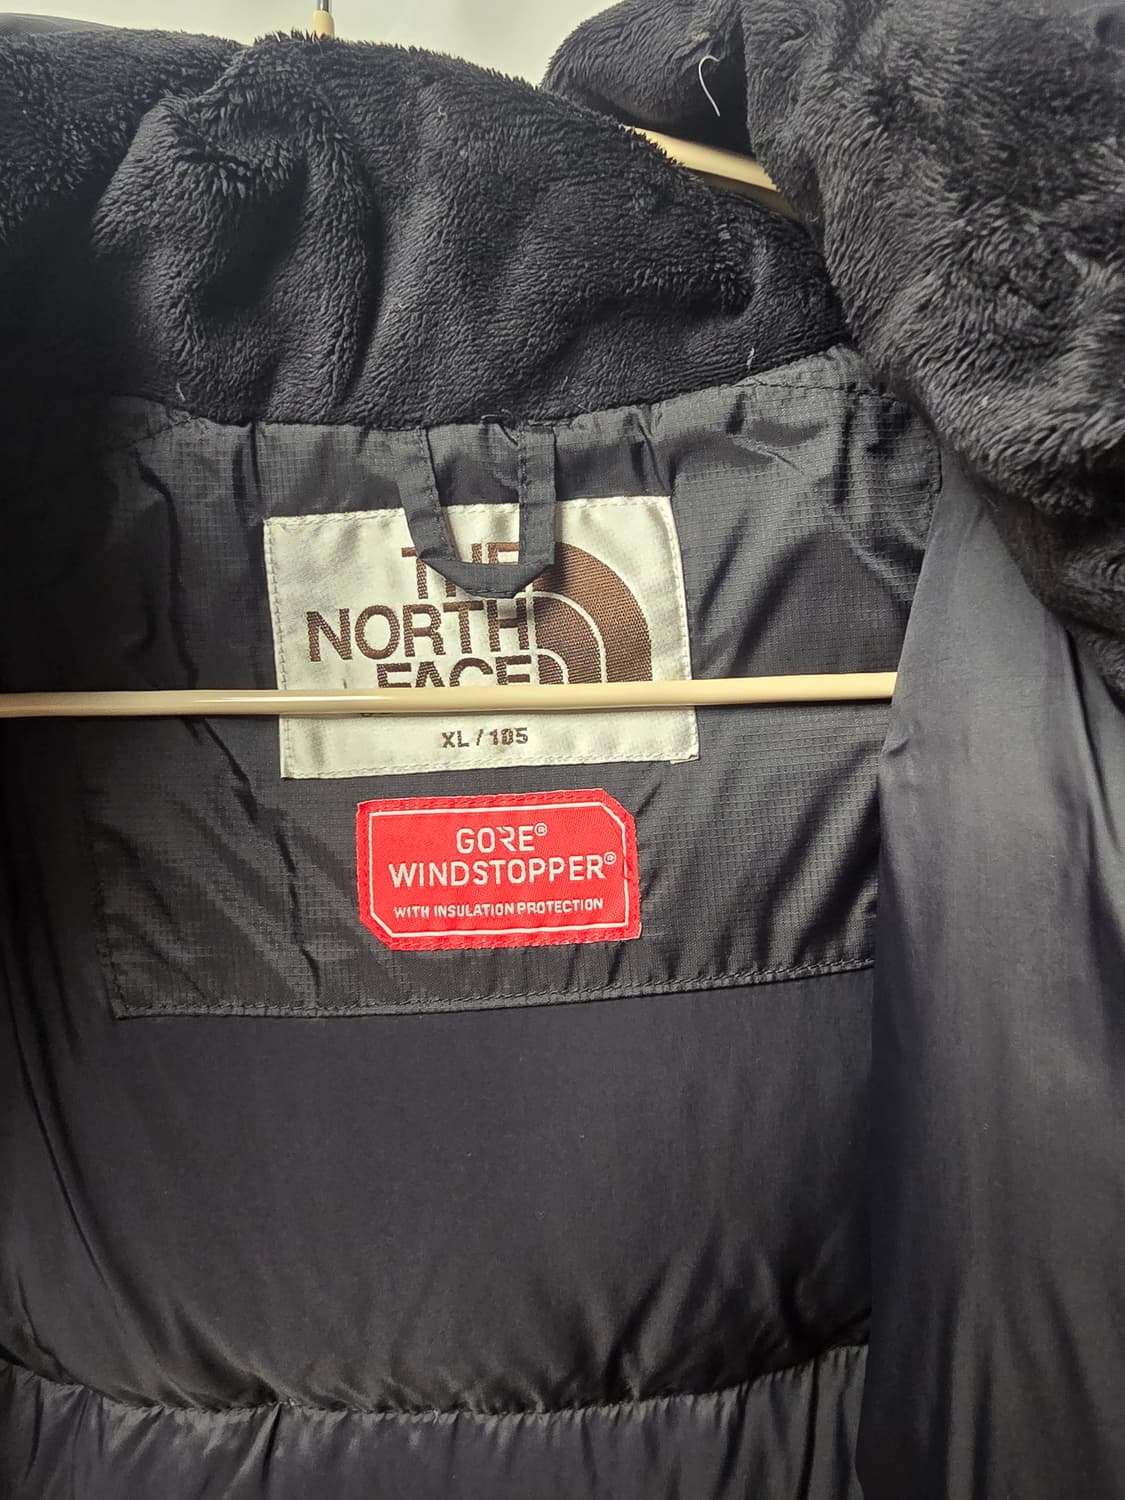 THE
NORTH
FACE
XL / 105
GORE®
WINDSTOPPER®
WITH INSULATION PROTECTION